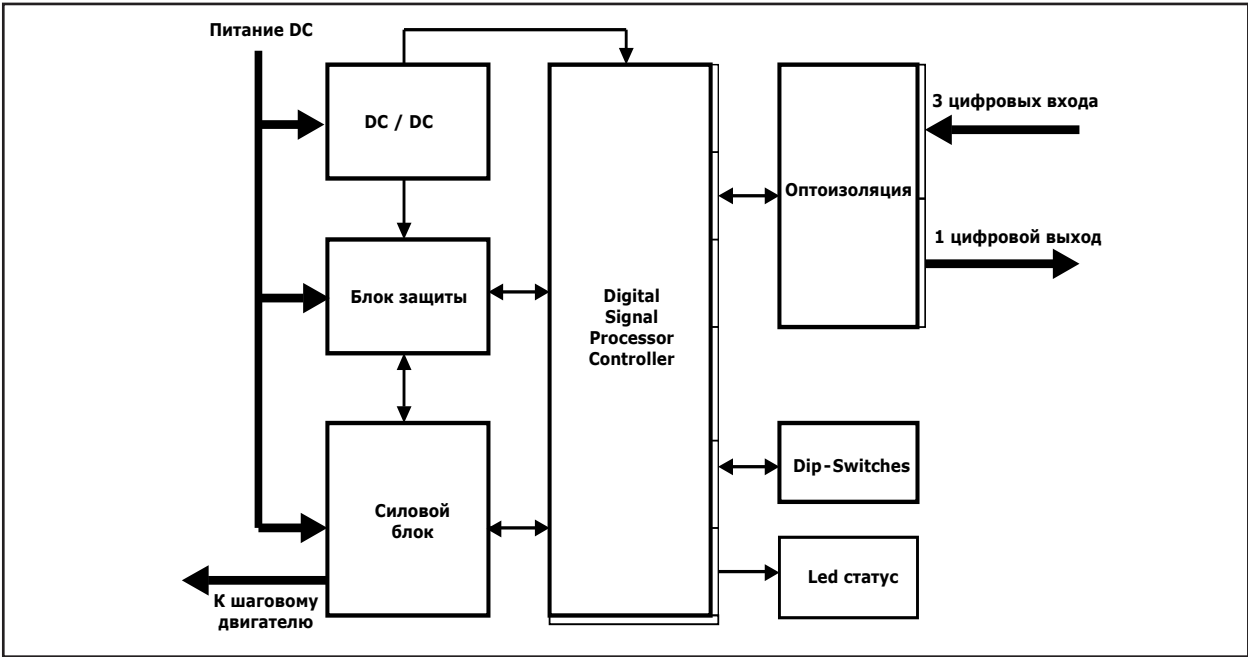 Питание DC
DC / DC
3 цифровых входа
Оптоизоляция
1 цифровой выход
Блок защиты
Digital
Signal
Processor
Controller
Dip-Switches
Силовой
блок
Led статус
К шаговому
двигателю